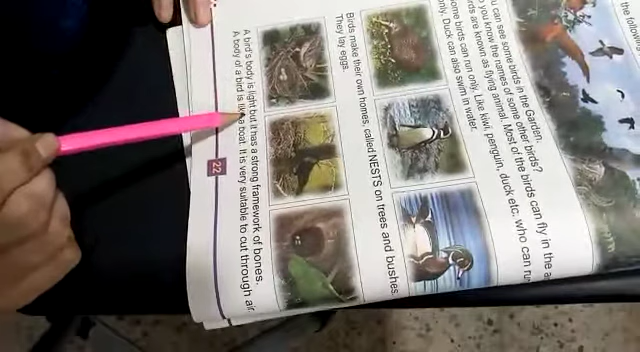 the following
You can see some birds in the Garden.
you know the names of some other birds?
birds are known as flying animal. Most of the birds can fly in the
some birds can run only. Like kiwi, penguin, duck etc. who can
only. Duck can also swim in water.
Birds make their own homes, called NESTS on trees and bushes.
They lay eggs.
A bird's body is light but it has a strong framework of bones.
A body of a bird is like a boat. It is very suitable to cut through air
22